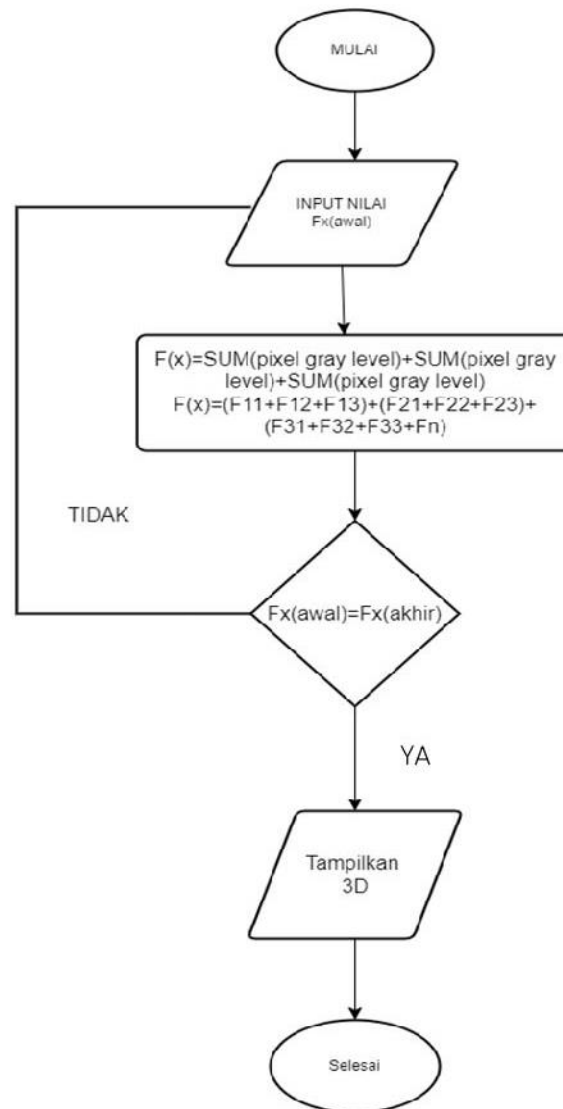 MULAI
INPUT NILAI
Fx(awal)
F(x)=SUM(pixel gray level)+SUM(pixel gray
level)+SUM(pixel gray level)
F(x)=(F11+F12+F13)+(F21+F22+F23)+
(F31+F32+F33+Fn)
TIDAK
Fx(awal)=Fx(akhir)
YA
Tampilkan
3D
Selesai